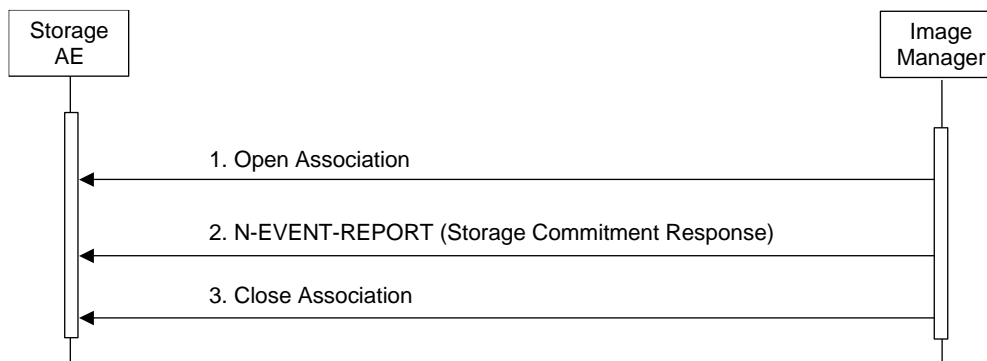 Storage
AE
Image
Manager
1. Open Association
2. N-EVENT-REPORT (Storage Commitment Response)
3. Close Association